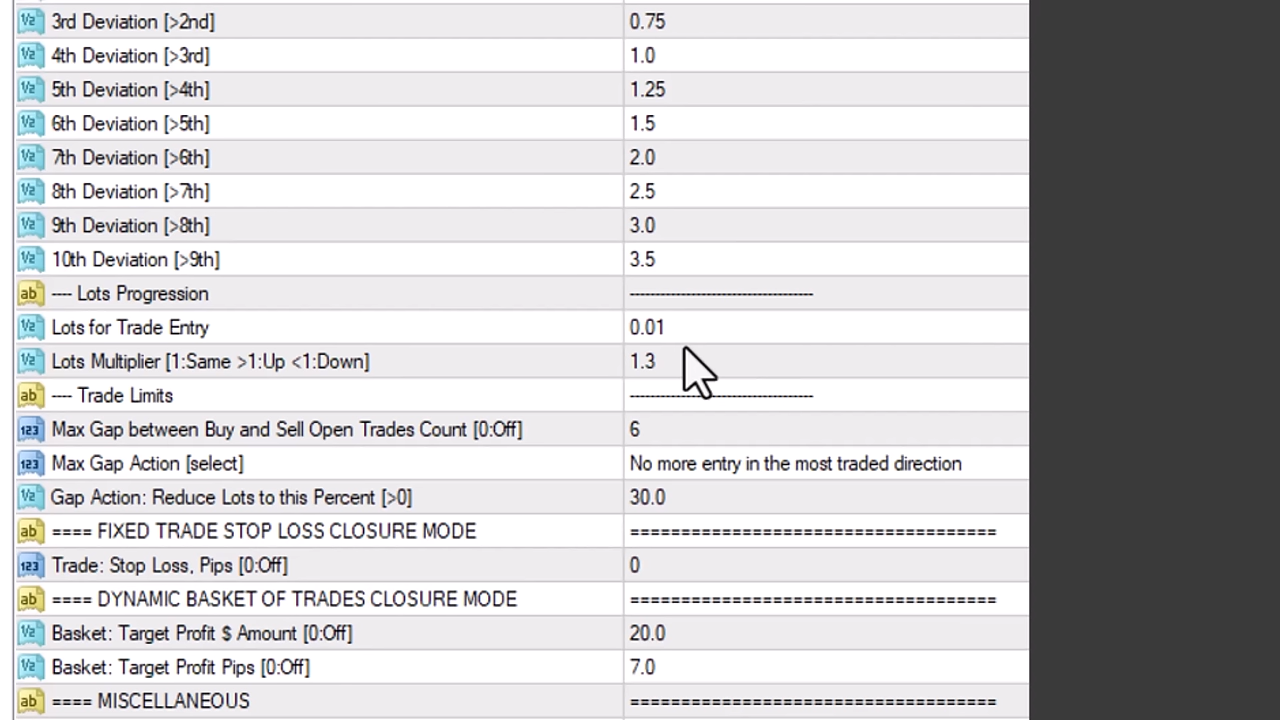 3rd Deviation [>2nd] 0.75
4th Deviation [>3rd] 1.0
5th Deviation [>4th] 1.25
6th Deviation [>5th] 1.5
7th Deviation [>6th] 2.0
8th Deviation [>7th] 2.5
9th Deviation [>8th] 3.0
10th Deviation [>9th] 3.5
---- Lots Progression -----------------------------------
Lots for Trade Entry 0.01
Lots Multiplier [1:Same >1:Up <1:Down] 1.3
---- Trade Limits -----------------------------------
Max Gap between Buy and Sell Open Trades Count [0:Off] 6
Max Gap Action [select] No more entry in the most traded direction
Gap Action: Reduce Lots to this Percent [>0] 30.0
==== FIXED TRADE STOP LOSS CLOSURE MODE ===================================
Trade: Stop Loss, Pips [0:Off] 0
==== DYNAMIC BASKET OF TRADES CLOSURE MODE ===================================
Basket: Target Profit $ Amount [0:Off] 20.0
Basket: Target Profit Pips [0:Off] 7.0
==== MISCELLANEOUS ===================================